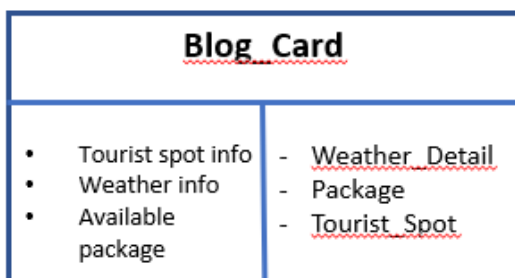 Blog_Card
• Tourist spot info
• Weather info
• Available
package
- Weather_Detail
- Package
- Tourist_Spot